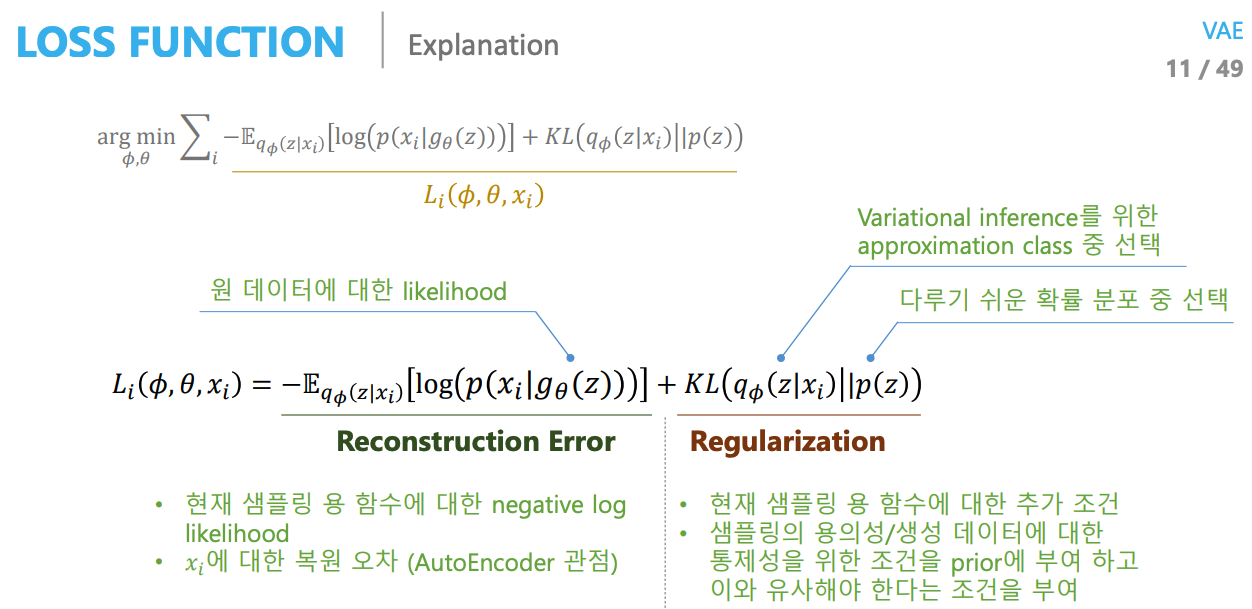 LOSS FUNCTION
Explanation
VAE
11 / 49
arg min ∑ᵢ −𝔼_{q_ϕ(z|xᵢ)}[log(p(xᵢ|g_θ(z)))] + KL(q_ϕ(z|xᵢ)||p(z))
ϕ,θ
Lᵢ(ϕ, θ, xᵢ)
Variational inference를 위한
approximation class 중 선택
원 데이터에 대한 likelihood
다루기 쉬운 확률 분포 중 선택
Lᵢ(ϕ, θ, xᵢ) = −𝔼_{q_ϕ(z|xᵢ)}[log(p(xᵢ|g_θ(z)))] + KL(q_ϕ(z|xᵢ)||p(z))
Reconstruction Error
• 현재 샘플링 용 함수에 대한 negative log
likelihood
• xᵢ에 대한 복원 오차 (AutoEncoder 관점)
Regularization
• 현재 샘플링 용 함수에 대한 추가 조건
• 샘플링의 용의성/생성 데이터에 대한
통제성을 위한 조건을 prior에 부여 하고
이와 유사해야 한다는 조건을 부여